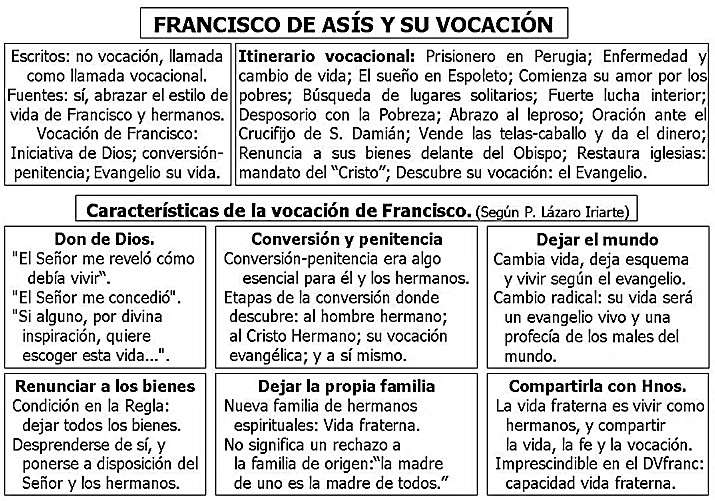 FRANCISCO DE ASÍS Y SU VOCACIÓN
Escritos: no vocación, llamada
como llamada vocacional.
Fuentes: sí, abrazar el estilo de
vida de Francisco y hermanos.
Vocación de Francisco:
Iniciativa de Dios; conversión-
penitencia; Evangelio su vida.
Itinerario vocacional: Prisionero en Perugia; Enfermedad y
cambio de vida; El sueño en Espoleto; Comienza su amor por los
pobres; Búsqueda de lugares solitarios; Fuerte lucha interior;
Desposorio con la Pobreza; Abrazo al leproso; Oración ante el
Crucifijo de S. Damián; Vende las telas-caballo y da el dinero;
Renuncia a sus bienes delante del Obispo; Restaura iglesias:
mandato del "Cristo"; Descubre su vocación: el Evangelio.
Características de la vocación de Francisco. (Según P. Lázaro Iriarte)
Don de Dios.
"El Señor me reveló cómo
debía vivir".
"El Señor me concedió".
"Si alguno, por divina
inspiración, quiere
escoger esta vida...".
Conversión y penitencia
Conversión-penitencia era algo
esencial para él y los hermanos.
Etapas de la conversión donde
descubre: al hombre hermano;
al Cristo Hermano; su vocación
evangélica; y a sí mismo.
Dejar el mundo
Cambia vida, deja esquema
y vivir según el evangelio.
Cambio radical: su vida será
un evangelio vivo y una
profecía de los males del
mundo.
Renunciar a los bienes
Condición en la Regla:
dejar todos los bienes.
Desprenderse de sí, y
ponerse a disposición del
Señor y los hermanos.
Dejar la propia familia
Nueva familia de hermanos
espirituales: Vida fraterna.
No significa un rechazo a
la familia de origen:"la madre
de uno es la madre de todos."
Compartirla con Hnos.
La vida fraterna es vivir como
hermanos, y compartir
la vida, la fe y la vocación.
Imprescindible en el DVfranc:
capacidad vida fraterna.